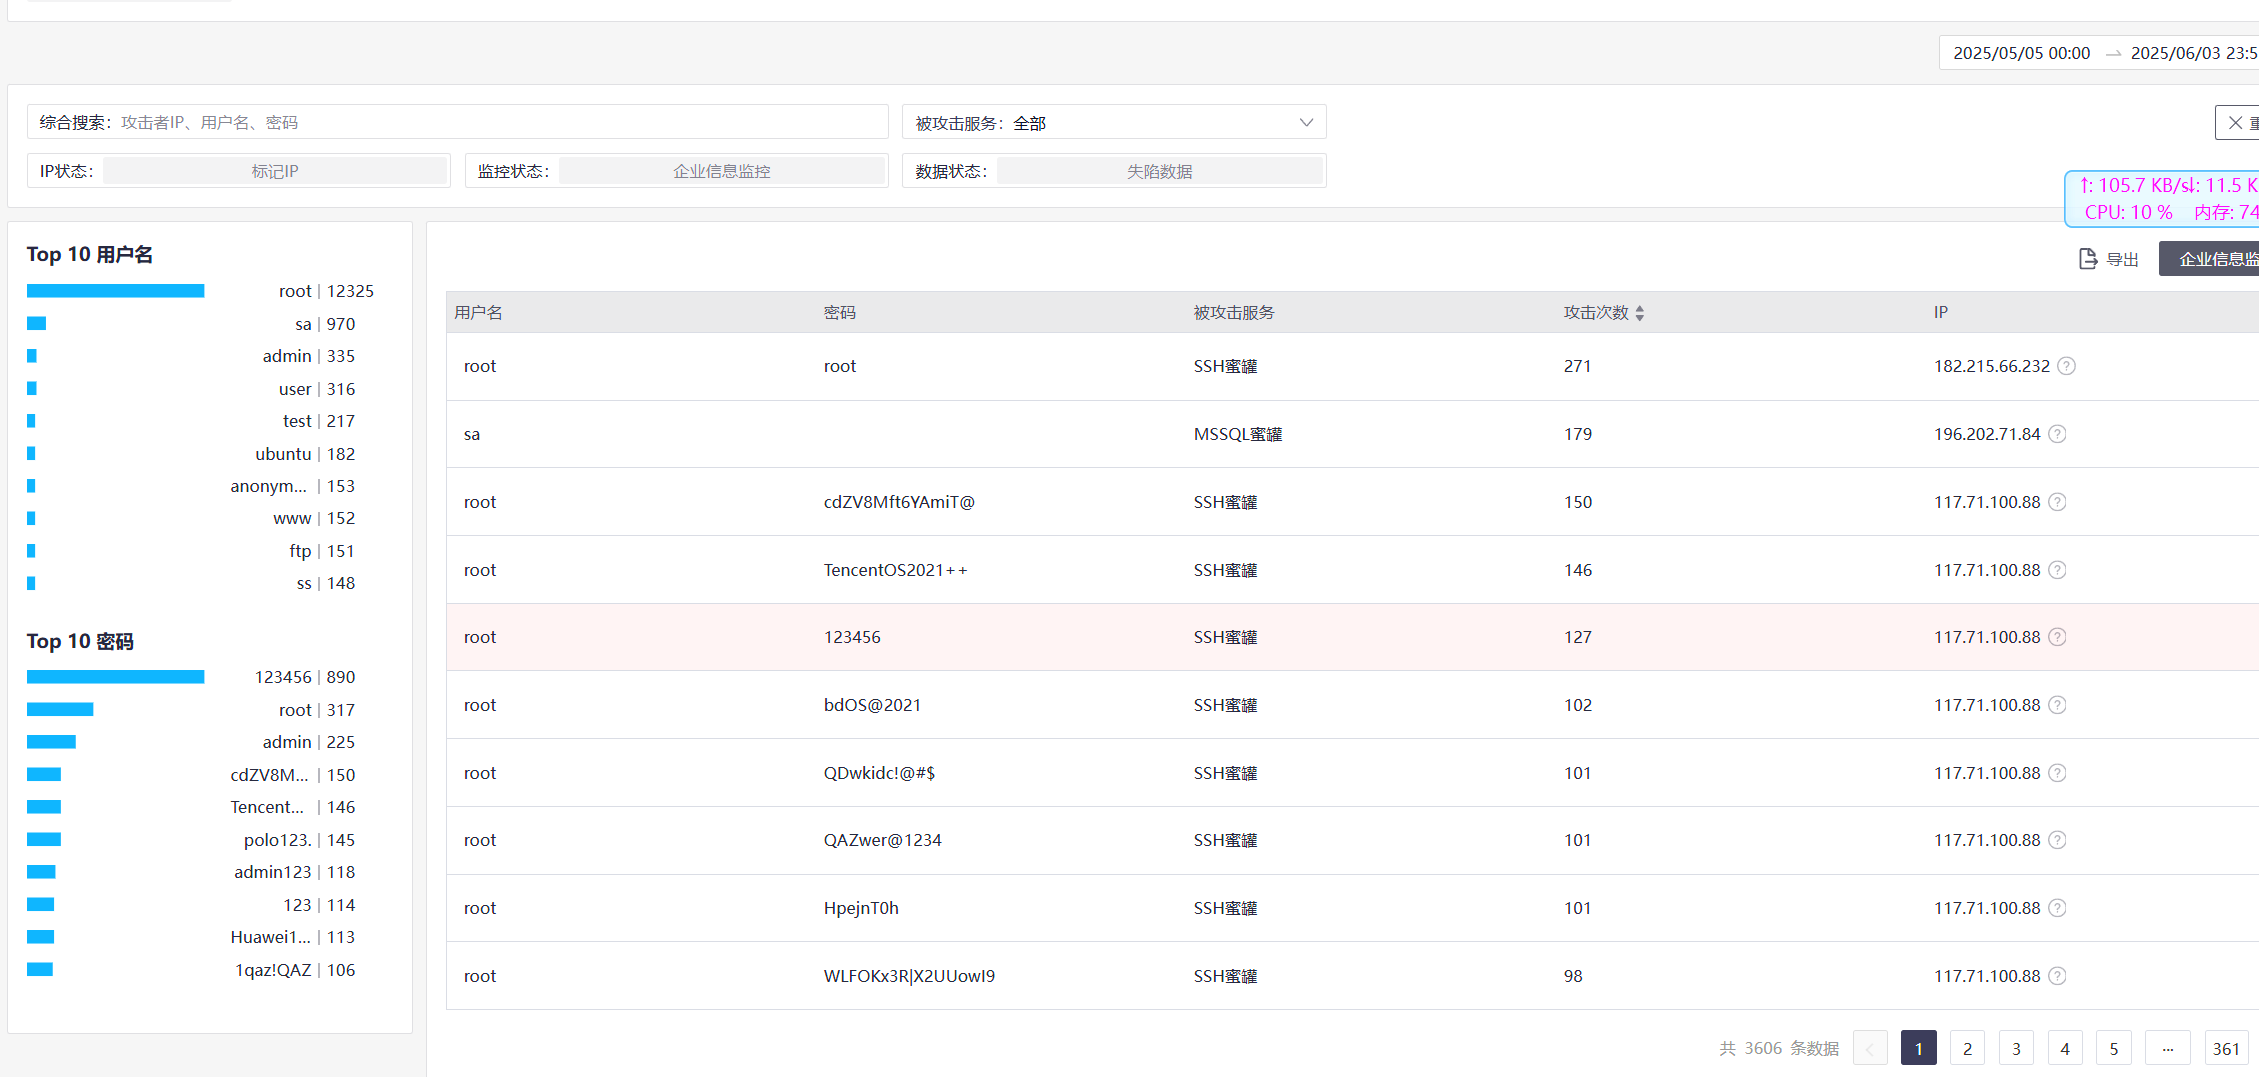 2025/05/05 00:00 → 2025/06/03 23:5
综合搜索: 攻击者IP、用户名、密码
被攻击服务: 全部
IP状态: 标记IP
监控状态: 企业信息监控
数据状态: 失陷数据
↑: 105.7 KB/s↓: 11.5 K
CPU: 10 % 内存: 74
导出
企业信息监
Top 10 用户名
root | 12325
sa | 970
admin | 335
user | 316
test | 217
ubuntu | 182
anonym... | 153
www | 152
ftp | 151
ss | 148
Top 10 密码
123456 | 890
root | 317
admin | 225
cdZV8M... | 150
Tencent... | 146
polo123. | 145
admin123 | 118
123 | 114
Huawei1... | 113
1qaz!QAZ | 106
用户名 密码 被攻击服务 攻击次数 IP
root root SSH蜜罐 271 182.215.66.232
sa MSSQL蜜罐 179 196.202.71.84
root cdZV8Mft6YAmiT@ SSH蜜罐 150 117.71.100.88
root TencentOS2021++ SSH蜜罐 146 117.71.100.88
root 123456 SSH蜜罐 127 117.71.100.88
root bdOS@2021 SSH蜜罐 102 117.71.100.88
root QDwkidc!@#$ SSH蜜罐 101 117.71.100.88
root QAZwer@1234 SSH蜜罐 101 117.71.100.88
root HpejnT0h SSH蜜罐 101 117.71.100.88
root WLFOKx3R|X2UUowI9 SSH蜜罐 98 117.71.100.88
共 3606 条数据 1 2 3 4 5 ... 361